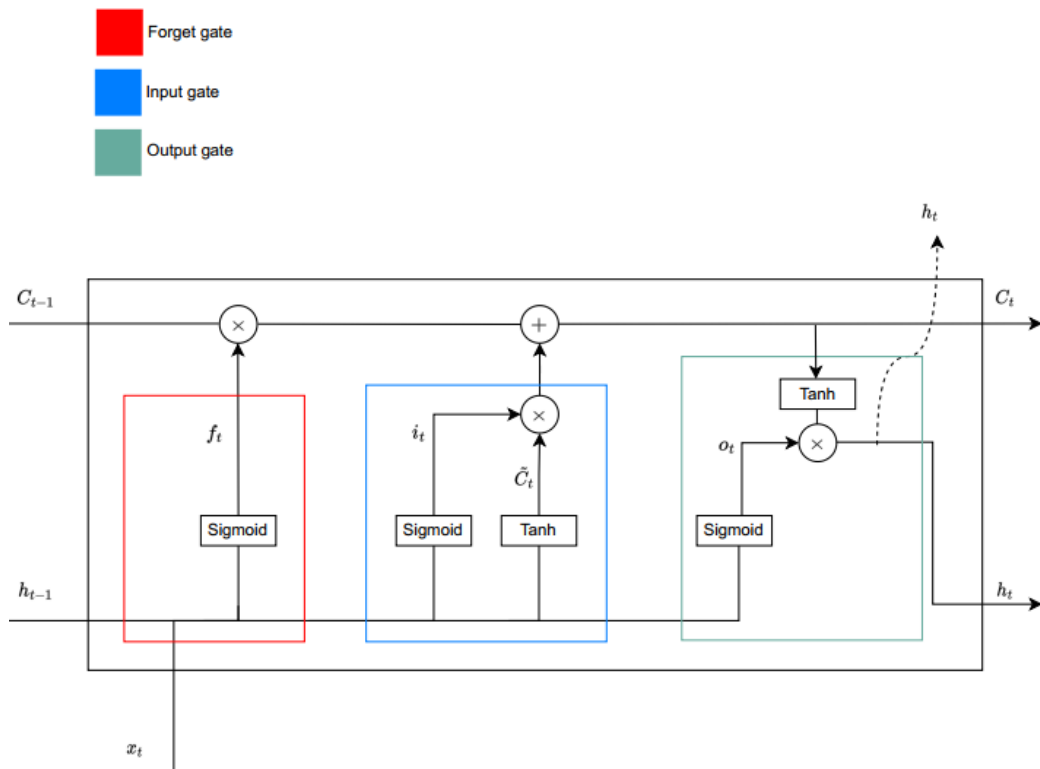 Forget gate
Input gate
Output gate
h_t
C_{t-1}
C_t
×
+
Tanh
×
f_t
i_t
o_t
×
C̃_t
Sigmoid
Sigmoid
Tanh
Sigmoid
h_{t-1}
h_t
x_t